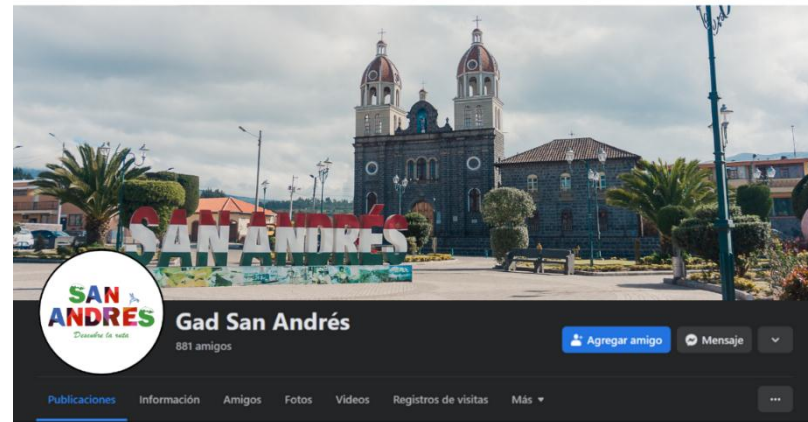 SAN ANDRÉS
SAN
ANDRES
Descubre la ruta
Gad San Andrés
881 amigos
Agregar amigo
Mensaje
Publicaciones
Información
Amigos
Fotos
Videos
Registros de visitas
Más